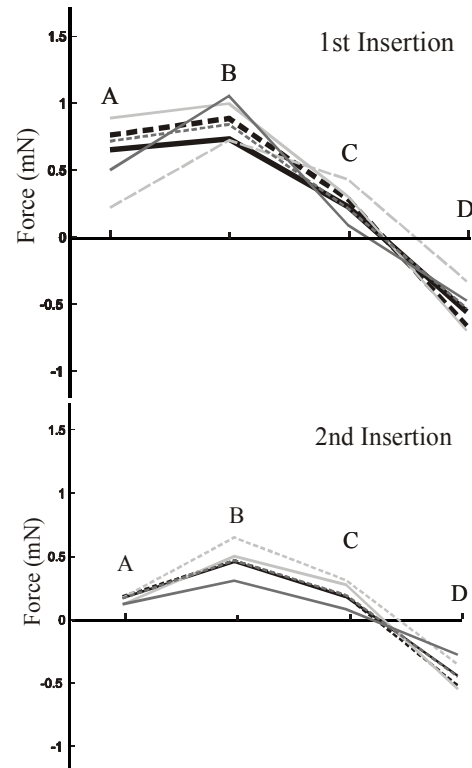 1st Insertion
1.5
1
0.5
0
-0.5
-1
Force (mN)
A
B
C
D
2nd Insertion
1.5
1
0.5
0
-0.5
-1
Force (mN)
A
B
C
D